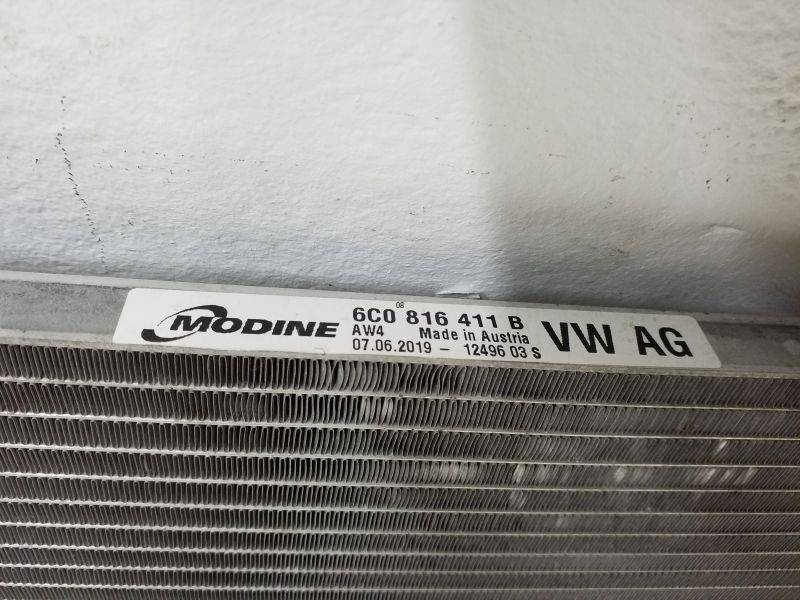 MODINE
08
6C0 816 411 B
AW4 Made in Austria
07.06.2019 - 12496 03 S
VW AG